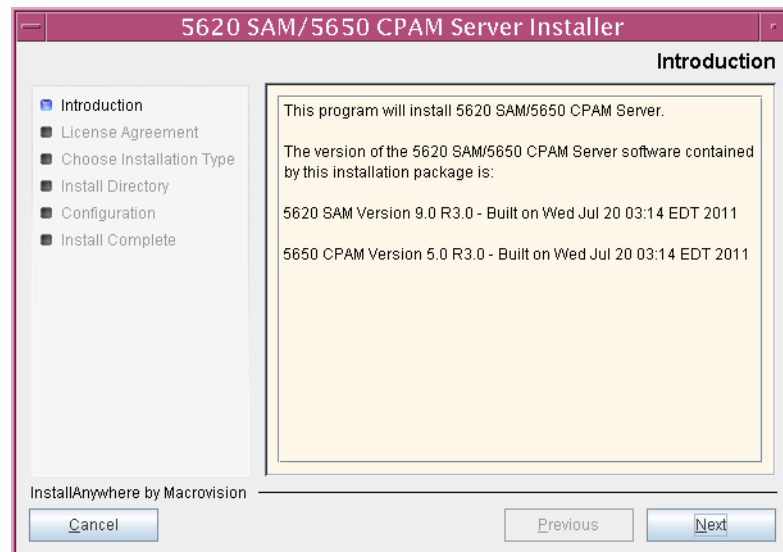 5620 SAM/5650 CPAM Server Installer
Introduction
Introduction
License Agreement
Choose Installation Type
Install Directory
Configuration
Install Complete
This program will install 5620 SAM/5650 CPAM Server.
The version of the 5620 SAM/5650 CPAM Server software contained
by this installation package is:
5620 SAM Version 9.0 R3.0 - Built on Wed Jul 20 03:14 EDT 2011
5650 CPAM Version 5.0 R3.0 - Built on Wed Jul 20 03:14 EDT 2011
InstallAnywhere by Macrovision
Cancel
Previous
Next